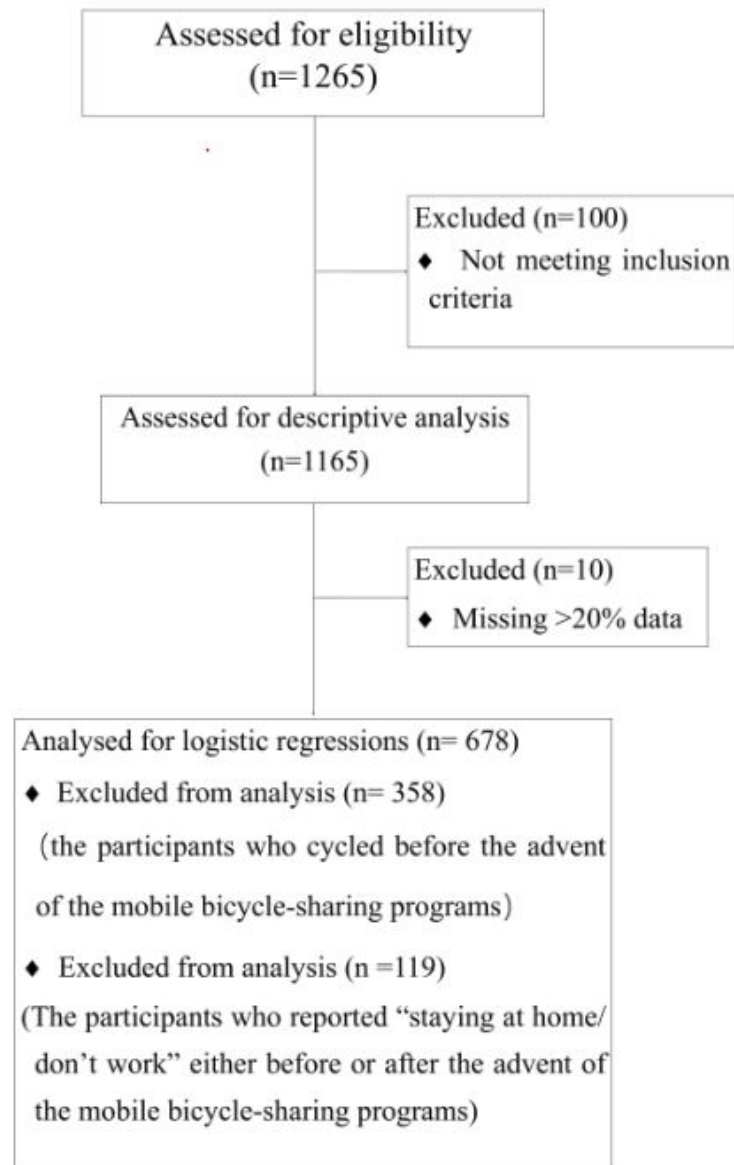 Assessed for eligibility
(n=1265)
Excluded (n=100)
♦ Not meeting inclusion
criteria
Assessed for descriptive analysis
(n=1165)
Excluded (n=10)
♦ Missing >20% data
Analysed for logistic regressions (n= 678)
♦ Excluded from analysis (n= 358)
(the participants who cycled before the advent
of the mobile bicycle-sharing programs)
♦ Excluded from analysis (n =119)
(The participants who reported “staying at home/
don’t work” either before or after the advent of
the mobile bicycle-sharing programs)